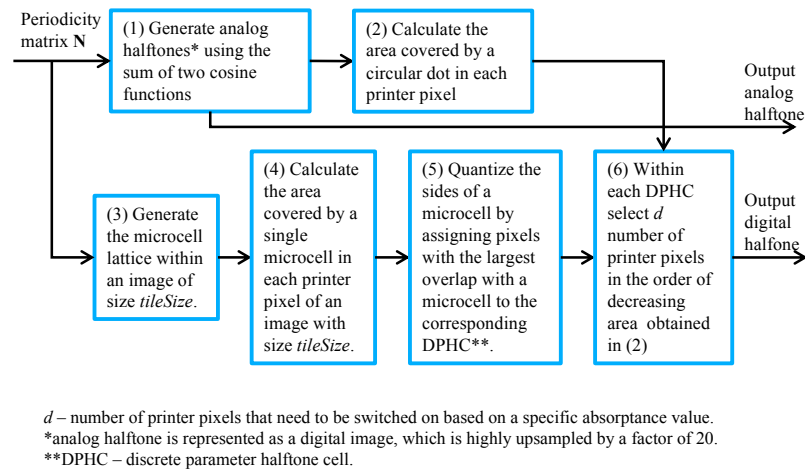 Periodicity
matrix N
(1) Generate analog
halftones* using the
sum of two cosine
functions
(2) Calculate the
area covered by a
circular dot in each
printer pixel
Output
analog
halftone
(3) Generate
the microcell
lattice within
an image of
size tileSize.
(4) Calculate
the area
covered by a
single
microcell in
each printer
pixel of an
image with
size tileSize.
(5) Quantize the
sides of a
microcell by
assigning pixels
with the largest
overlap with a
microcell to the
corresponding
DPHC**.
(6) Within
each DPHC
select d
number of
printer pixels
in the order of
decreasing
area obtained
in (2)
Output
digital
halfone
d – number of printer pixels that need to be switched on based on a specific absorptance value.
*analog halftone is represented as a digital image, which is highly upsampled by a factor of 20.
**DPHC – discrete parameter halftone cell.